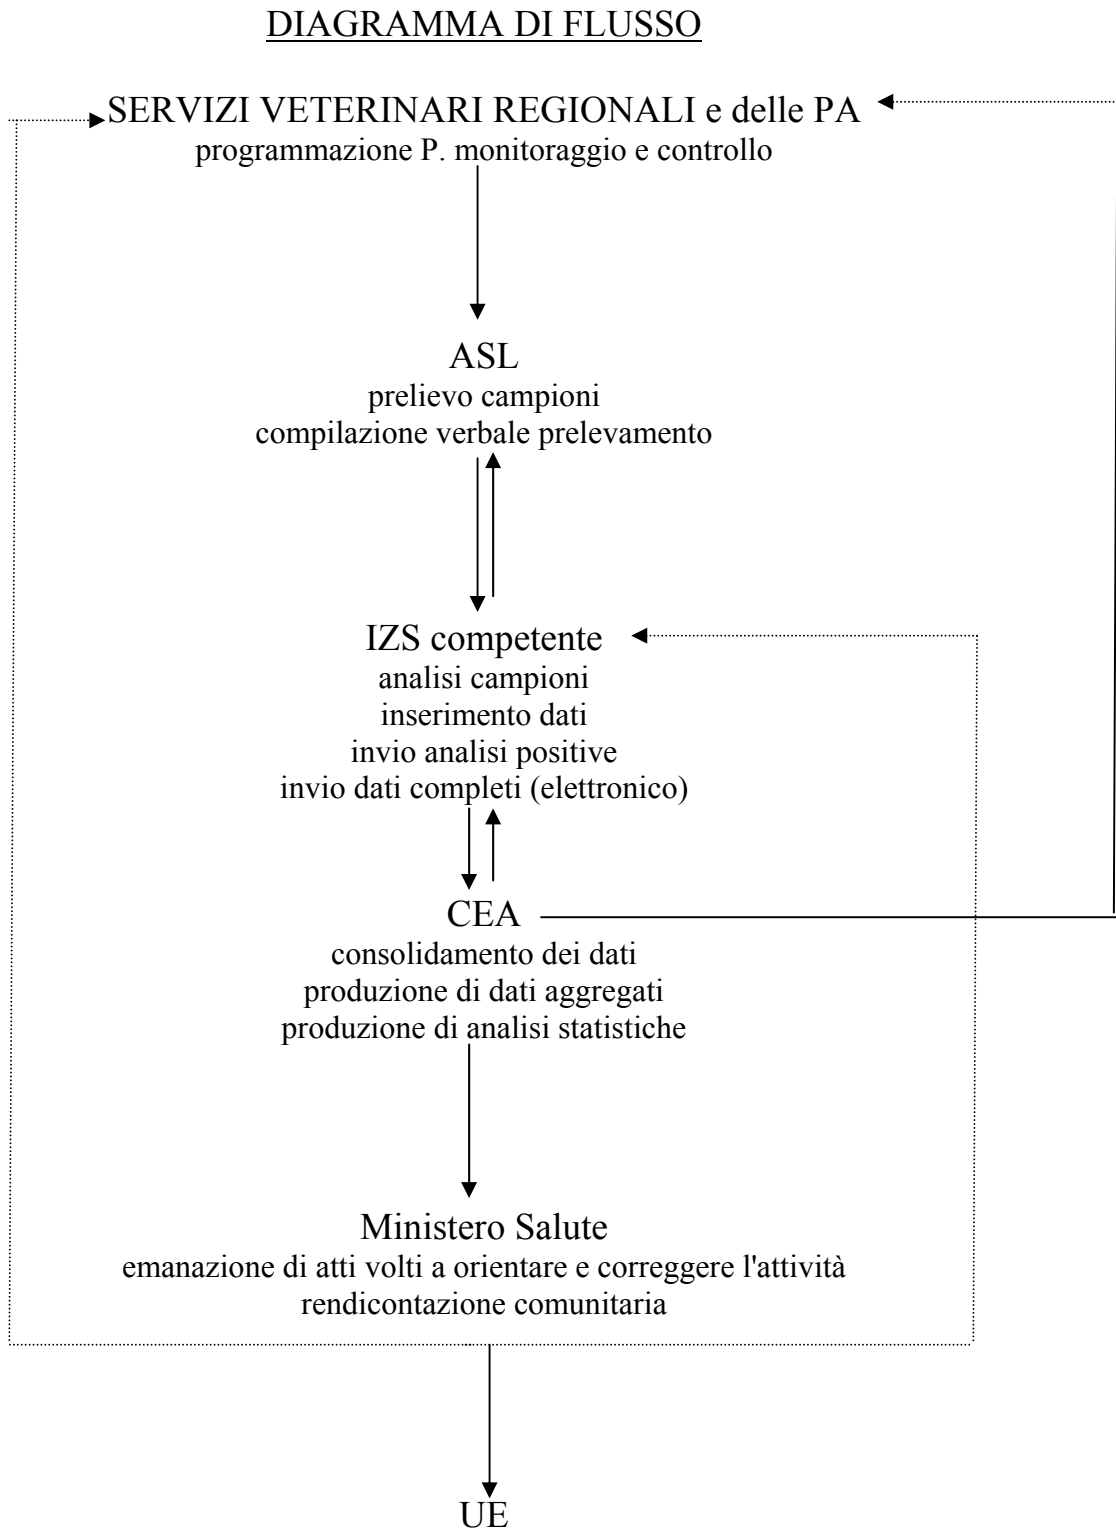 DIAGRAMMA DI FLUSSO
SERVIZI VETERINARI REGIONALI e delle PA
programmazione P. monitoraggio e controllo
ASL
prelievo campioni
compilazione verbale prelevamento
IZS competente
analisi campioni
inserimento dati
invio analisi positive
invio dati completi (elettronico)
CEA
consolidamento dei dati
produzione di dati aggregati
produzione di analisi statistiche
Ministero Salute
emanazione di atti volti a orientare e correggere l'attività
rendicontazione comunitaria
UE